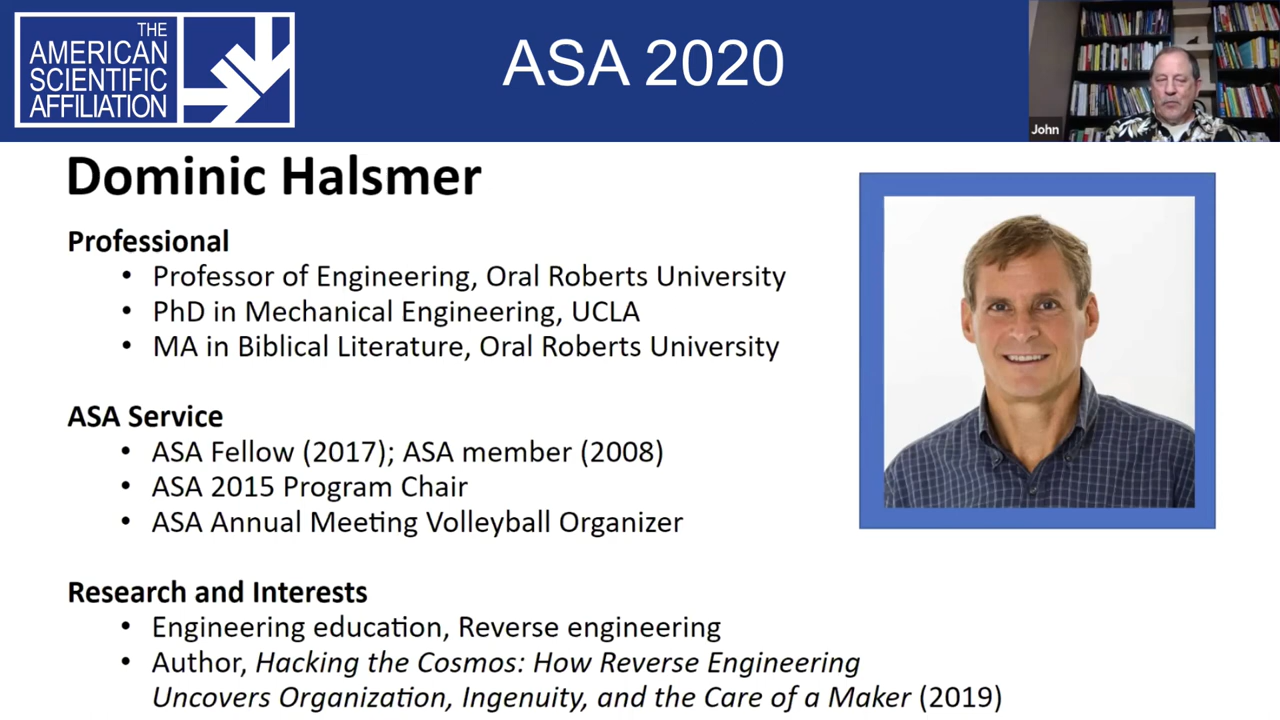 THE
AMERICAN
SCIENTIFIC
AFFILIATION
ASA 2020
John
Dominic Halsmer
Professional
• Professor of Engineering, Oral Roberts University
• PhD in Mechanical Engineering, UCLA
• MA in Biblical Literature, Oral Roberts University
ASA Service
• ASA Fellow (2017); ASA member (2008)
• ASA 2015 Program Chair
• ASA Annual Meeting Volleyball Organizer
Research and Interests
• Engineering education, Reverse engineering
• Author, Hacking the Cosmos: How Reverse Engineering
Uncovers Organization, Ingenuity, and the Care of a Maker (2019)